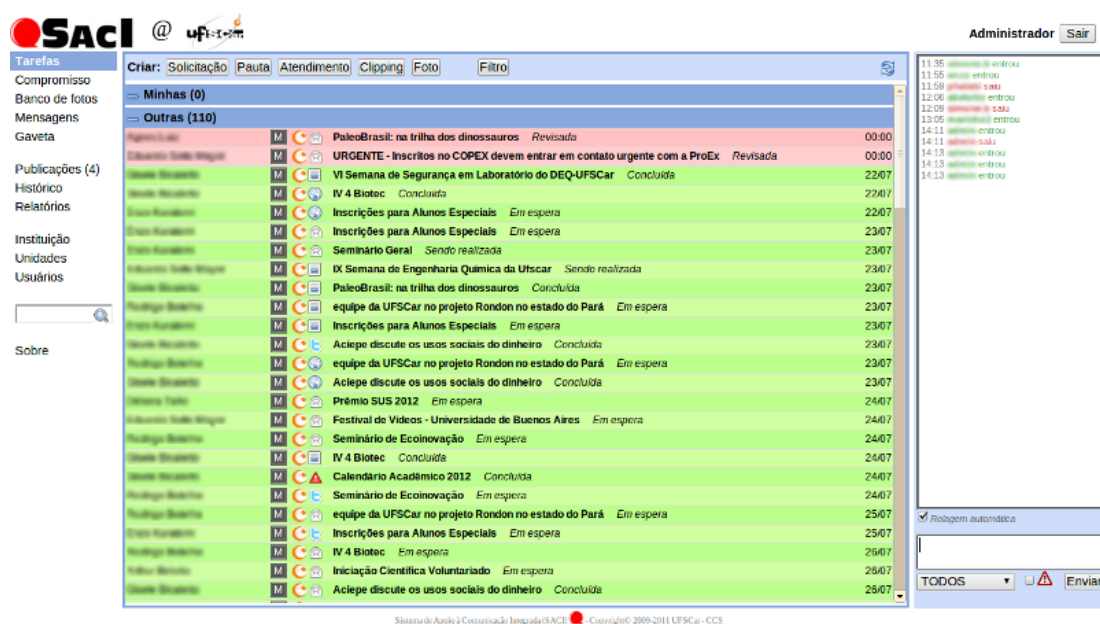 SACI @ ufscar
Administrador Sair
Tarefas
Compromisso
Banco de fotos
Mensagens
Gaveta
Publicações (4)
Histórico
Relatórios
Instituição
Unidades
Usuários
Sobre
Criar: Solicitação Pauta Atendimento Clipping Foto Filtro
Minhas (0)
Outras (110)
M PaleoBrasil: na trilha dos dinossauros Revisada 00:00
M URGENTE - Inscritos no COPEX devem entrar em contato urgente com a ProEx Revisada 00:00
M VI Semana de Segurança em Laboratório do DEQ-UFSCar Concluída 22/07
M IV 4 Biotec Concluída 22/07
M Inscrições para Alunos Especiais Em espera 22/07
M Inscrições para Alunos Especiais Em espera 23/07
M Seminário Geral Sendo realizada 23/07
M IX Semana de Engenharia Química da Ufscar Sendo realizada 23/07
M PaleoBrasil: na trilha dos dinossauros Concluída 23/07
M equipe da UFSCar no projeto Rondon no estado do Pará Em espera 23/07
M Inscrições para Alunos Especiais Em espera 23/07
M Aciepe discute os usos sociais do dinheiro Concluída 23/07
M equipe da UFSCar no projeto Rondon no estado do Pará Em espera 23/07
M Aciepe discute os usos sociais do dinheiro Concluída 23/07
M Prêmio SUS 2012 Em espera 24/07
M Festival de Vídeos - Universidade de Buenos Aires Em espera 24/07
M Seminário de Ecoinovação Em espera 24/07
M IV 4 Biotec Concluída 24/07
M Calendário Acadêmico 2012 Concluída 24/07
M Seminário de Ecoinovação Em espera 24/07
M equipe da UFSCar no projeto Rondon no estado do Pará Em espera 25/07
M Inscrições para Alunos Especiais Em espera 25/07
M IV 4 Biotec Em espera 26/07
M Iniciação Científica Voluntariado Em espera 26/07
M Aciepe discute os usos sociais do dinheiro Concluída 26/07
11:35 entrou
11:55 entrou
11:59 saiu
12:06 entrou
12:09 saiu
13:05 entrou
14:11 entrou
14:11 saiu
14:13 entrou
14:13 entrou
14:13 entrou
Rolagem automática
TODOS Enviar
Sistema de Apoio à Comunicação Integrada (SACI) - Copyright© 2009-2011 UFSCar - CCS